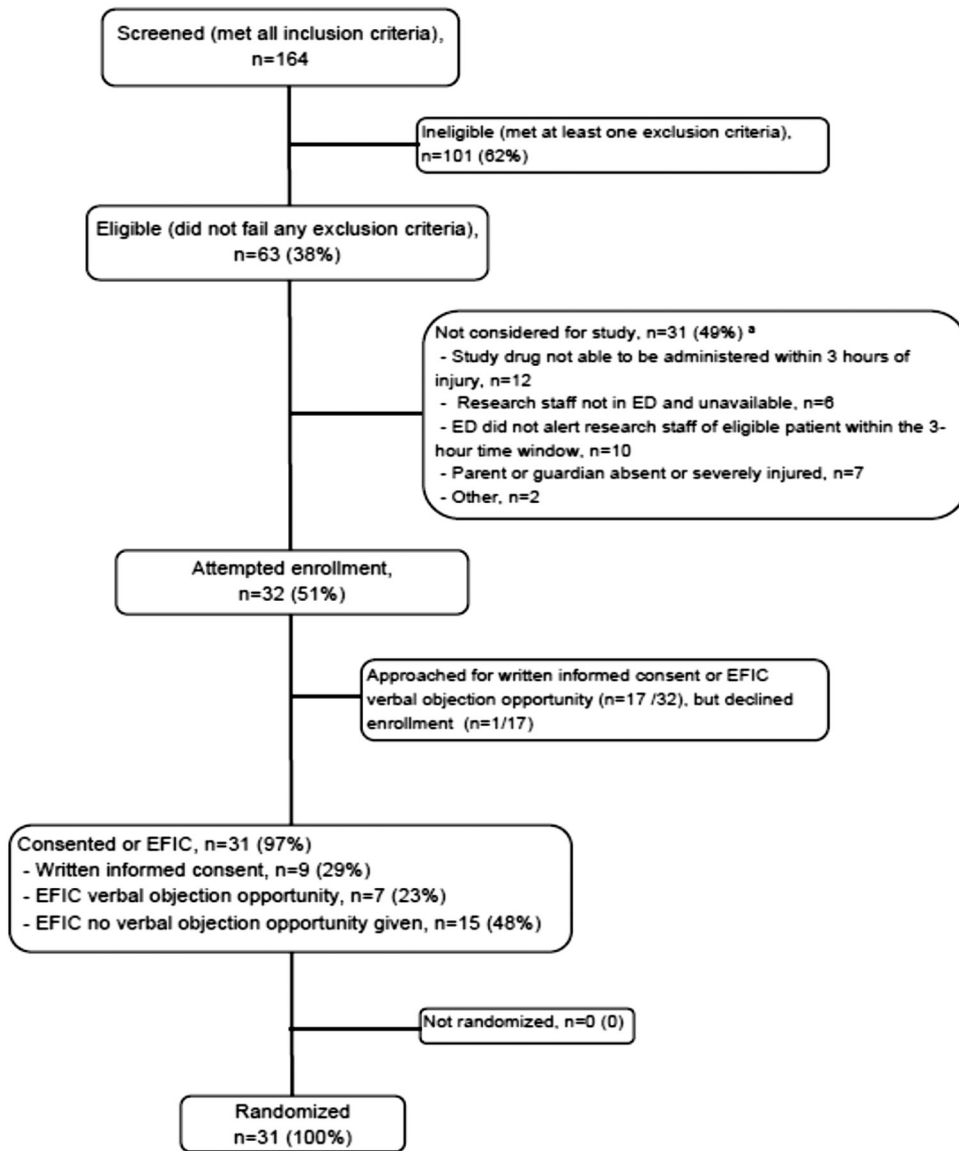 Screened (met all inclusion criteria),
n=164
Ineligible (met at least one exclusion criteria),
n=101 (62%)
Eligible (did not fail any exclusion criteria),
n=63 (38%)
Not considered for study, n=31 (49%) ª
- Study drug not able to be administered within 3 hours of
injury, n=12
- Research staff not in ED and unavailable, n=6
- ED did not alert research staff of eligible patient within the 3-
hour time window, n=10
- Parent or guardian absent or severely injured, n=7
- Other, n=2
Attempted enrollment,
n=32 (51%)
Approached for written informed consent or EFIC
verbal objection opportunity (n=17 /32), but declined
enrollment (n=1/17)
Consented or EFIC, n=31 (97%)
- Written informed consent, n=9 (29%)
- EFIC verbal objection opportunity, n=7 (23%)
- EFIC no verbal objection opportunity given, n=15 (48%)
Not randomized, n=0 (0)
Randomized
n=31 (100%)